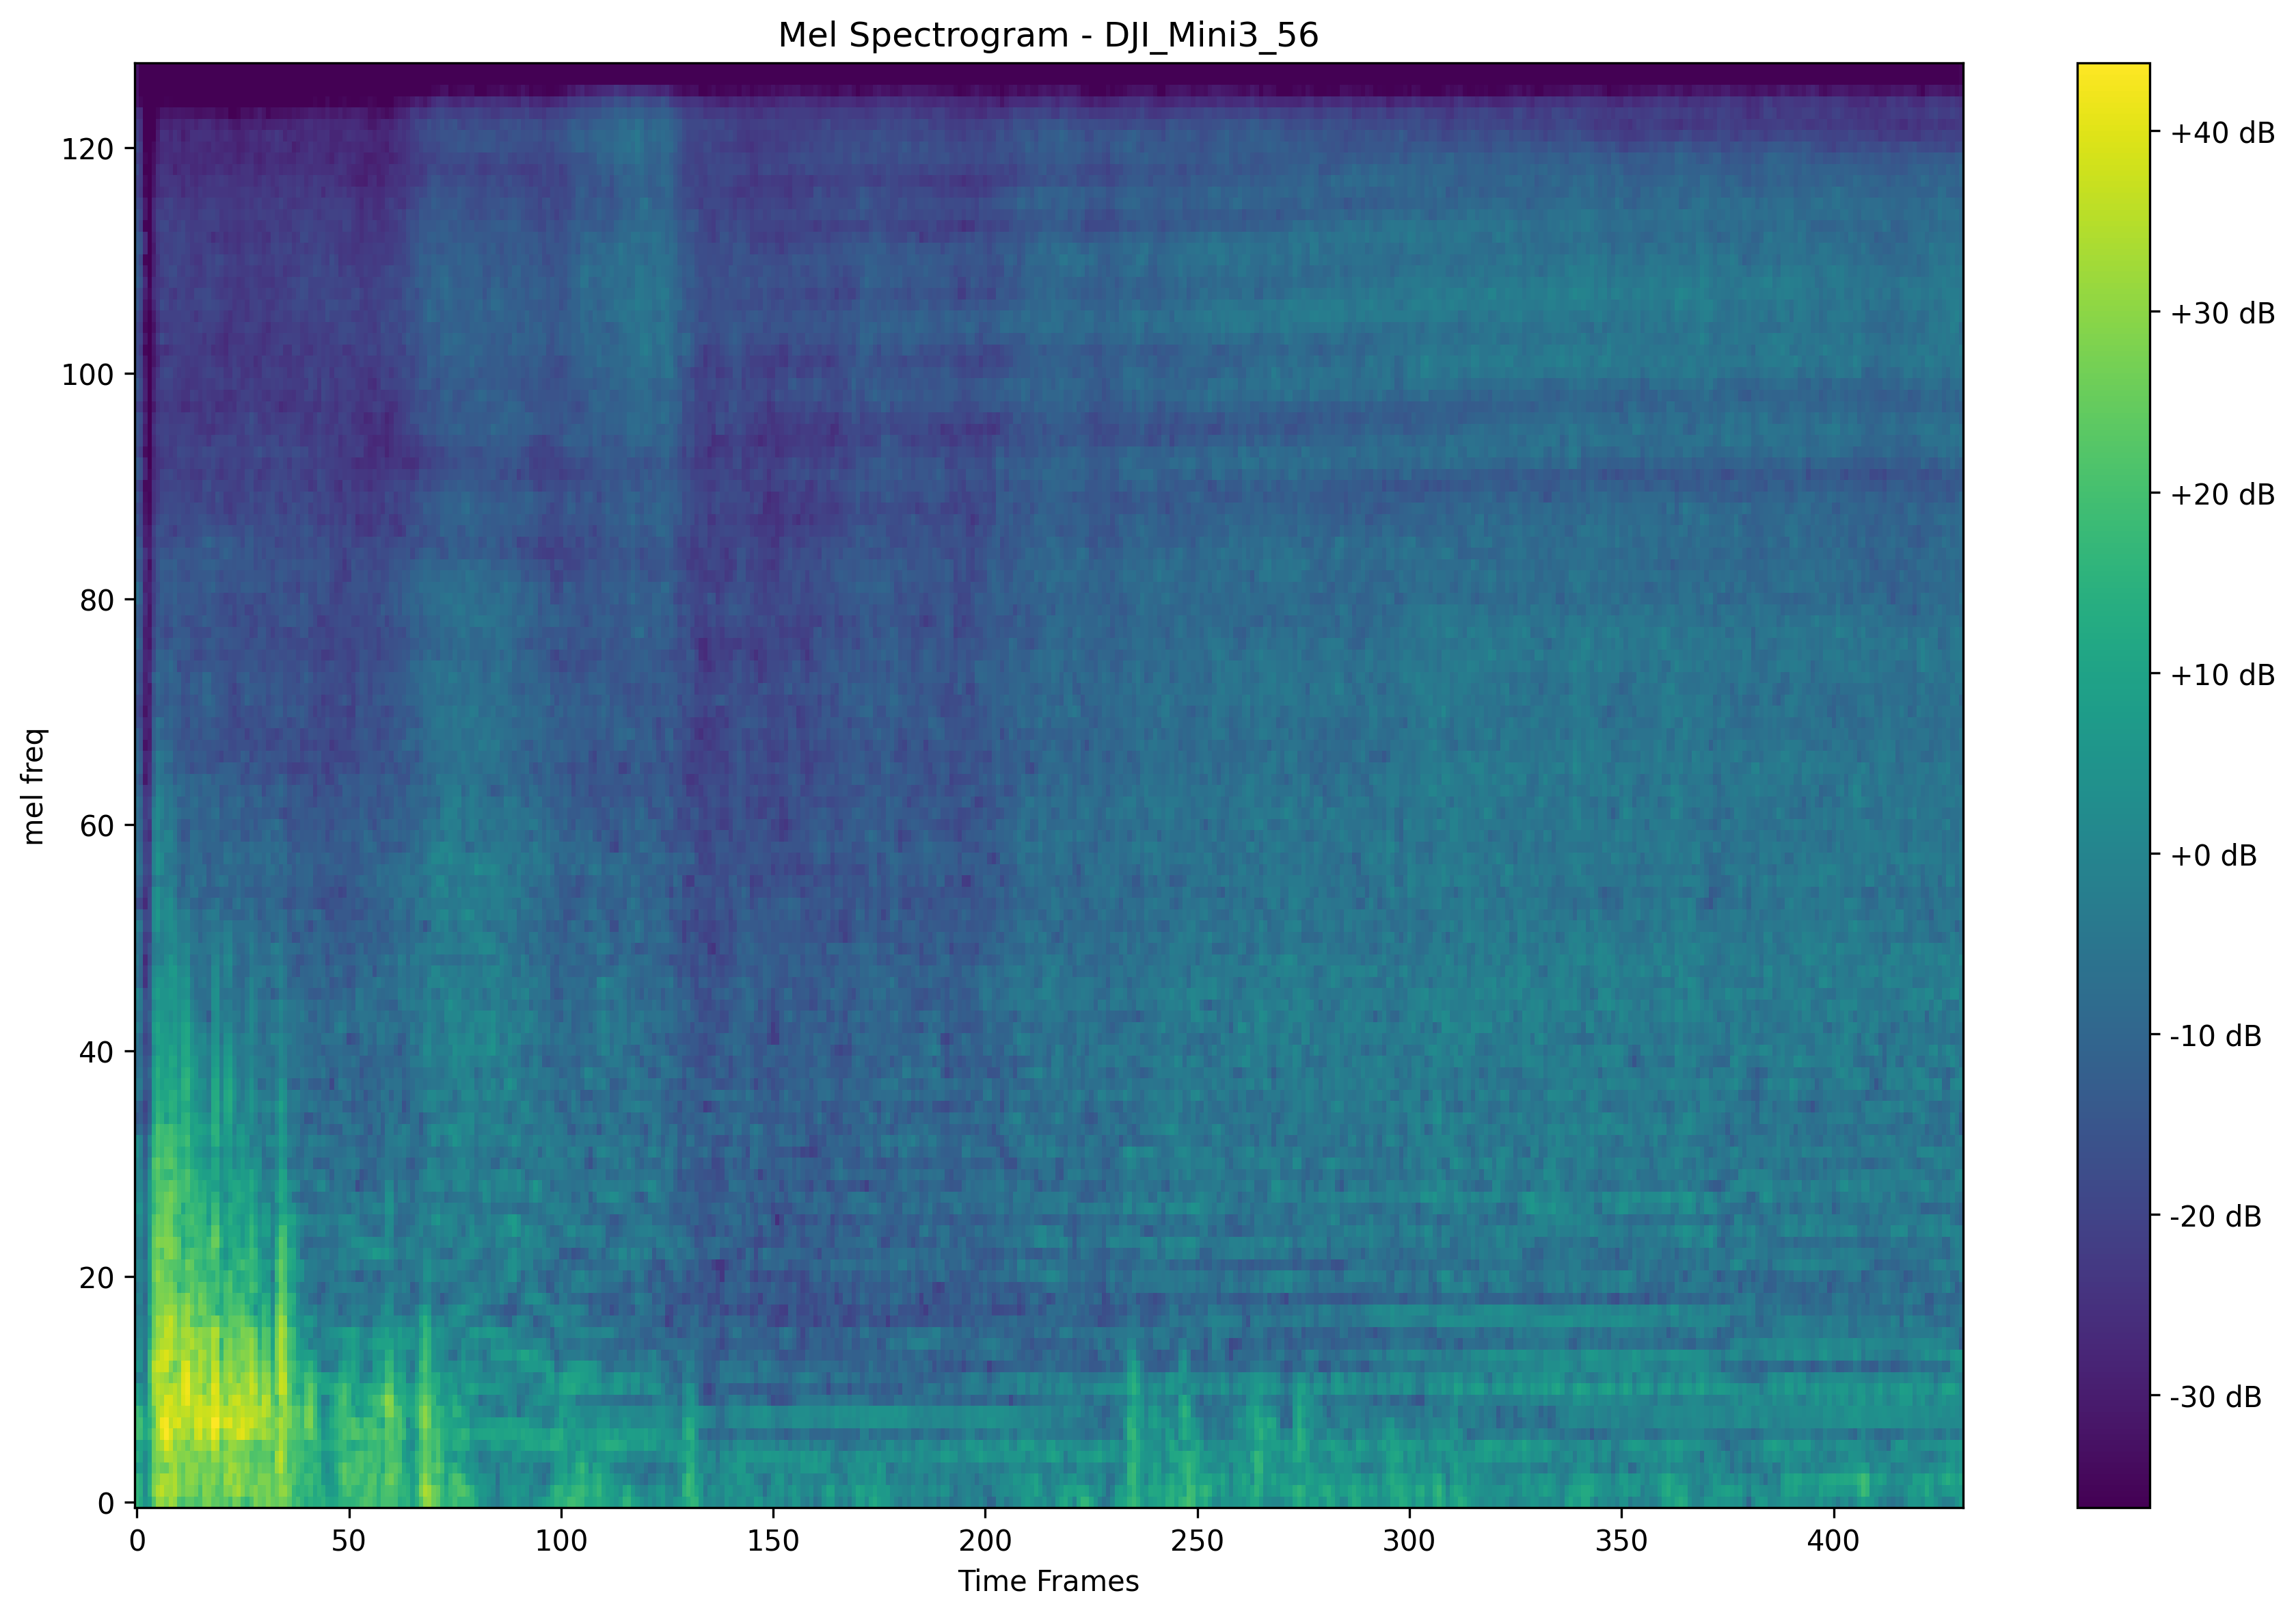 Mel Spectrogram - DJI_Mini3_56
mel freq
120
100
80
60
40
20
0
0 50 100 150 200 250 300 350 400
Time Frames
+40 dB
+30 dB
+20 dB
+10 dB
+0 dB
-10 dB
-20 dB
-30 dB